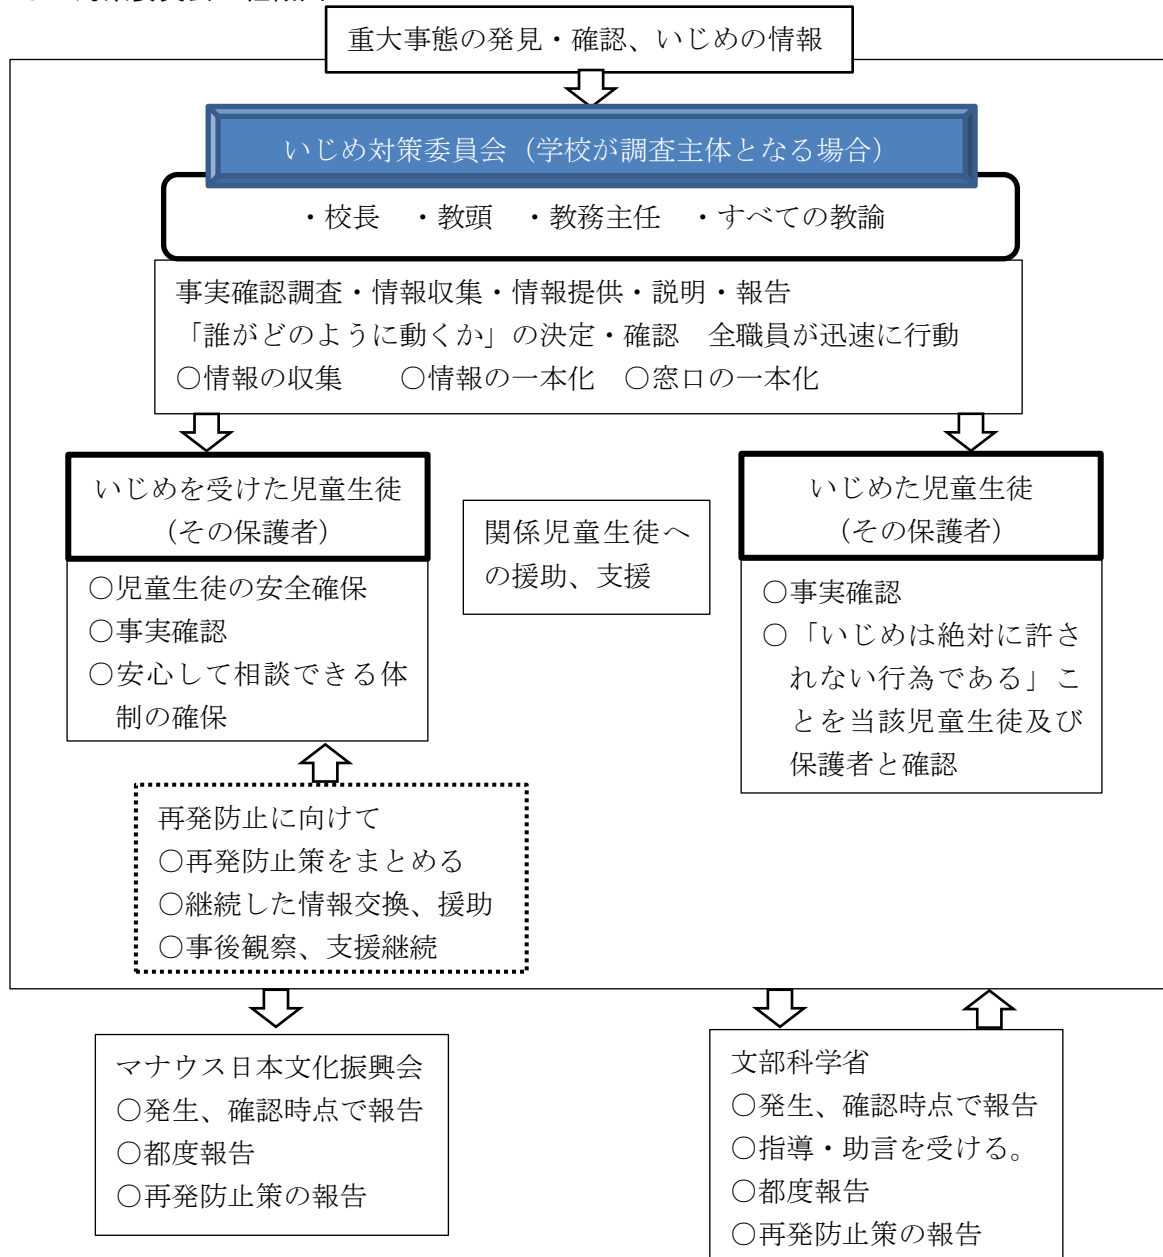 重大事態の発見・確認、いじめの情報
いじめ対策委員会（学校が調査主体となる場合）
・校長　・教頭　・教務主任　・すべての教諭
事実確認調査・情報収集・情報提供・説明・報告
「誰がどのように動くか」の決定・確認　全職員が迅速に行動
○情報の収集　　○情報の一本化　○窓口の一本化
いじめを受けた児童生徒
（その保護者）
○児童生徒の安全確保
○事実確認
○安心して相談できる体
制の確保
関係児童生徒へ
の援助、支援
いじめた児童生徒
（その保護者）
○事実確認
○「いじめは絶対に許さ
れない行為である」こ
とを当該児童生徒及び
保護者と確認
再発防止に向けて
○再発防止策をまとめる
○継続した情報交換、援助
○事後観察、支援継続
マナウス日本文化振興会
○発生、確認時点で報告
○都度報告
○再発防止策の報告
文部科学省
○発生、確認時点で報告
○指導・助言を受ける。
○都度報告
○再発防止策の報告